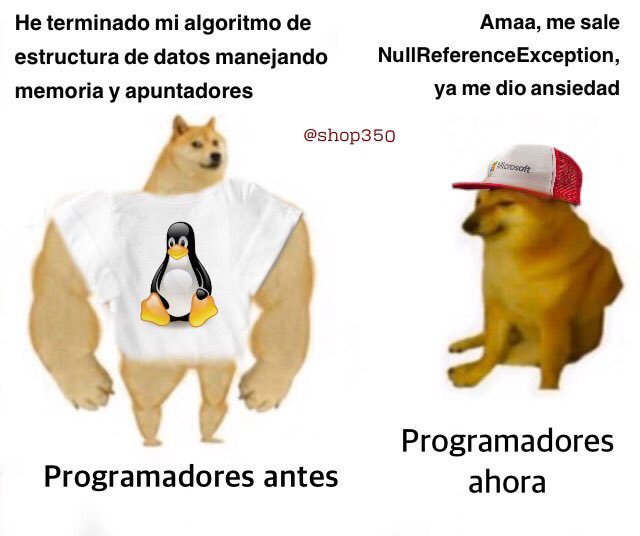 He terminado mi algoritmo de
estructura de datos manejando
memoria y apuntadores
Amaa, me sale
NullReferenceException,
ya me dio ansiedad
@shop350
Microsoft
Programadores antes
Programadores
ahora